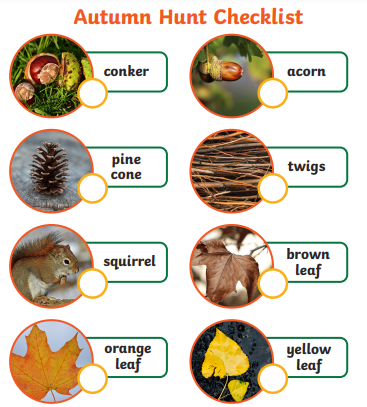 Autumn Hunt Checklist
conker
acorn
pine
cone
twigs
squirrel
brown
leaf
orange
leaf
yellow
leaf